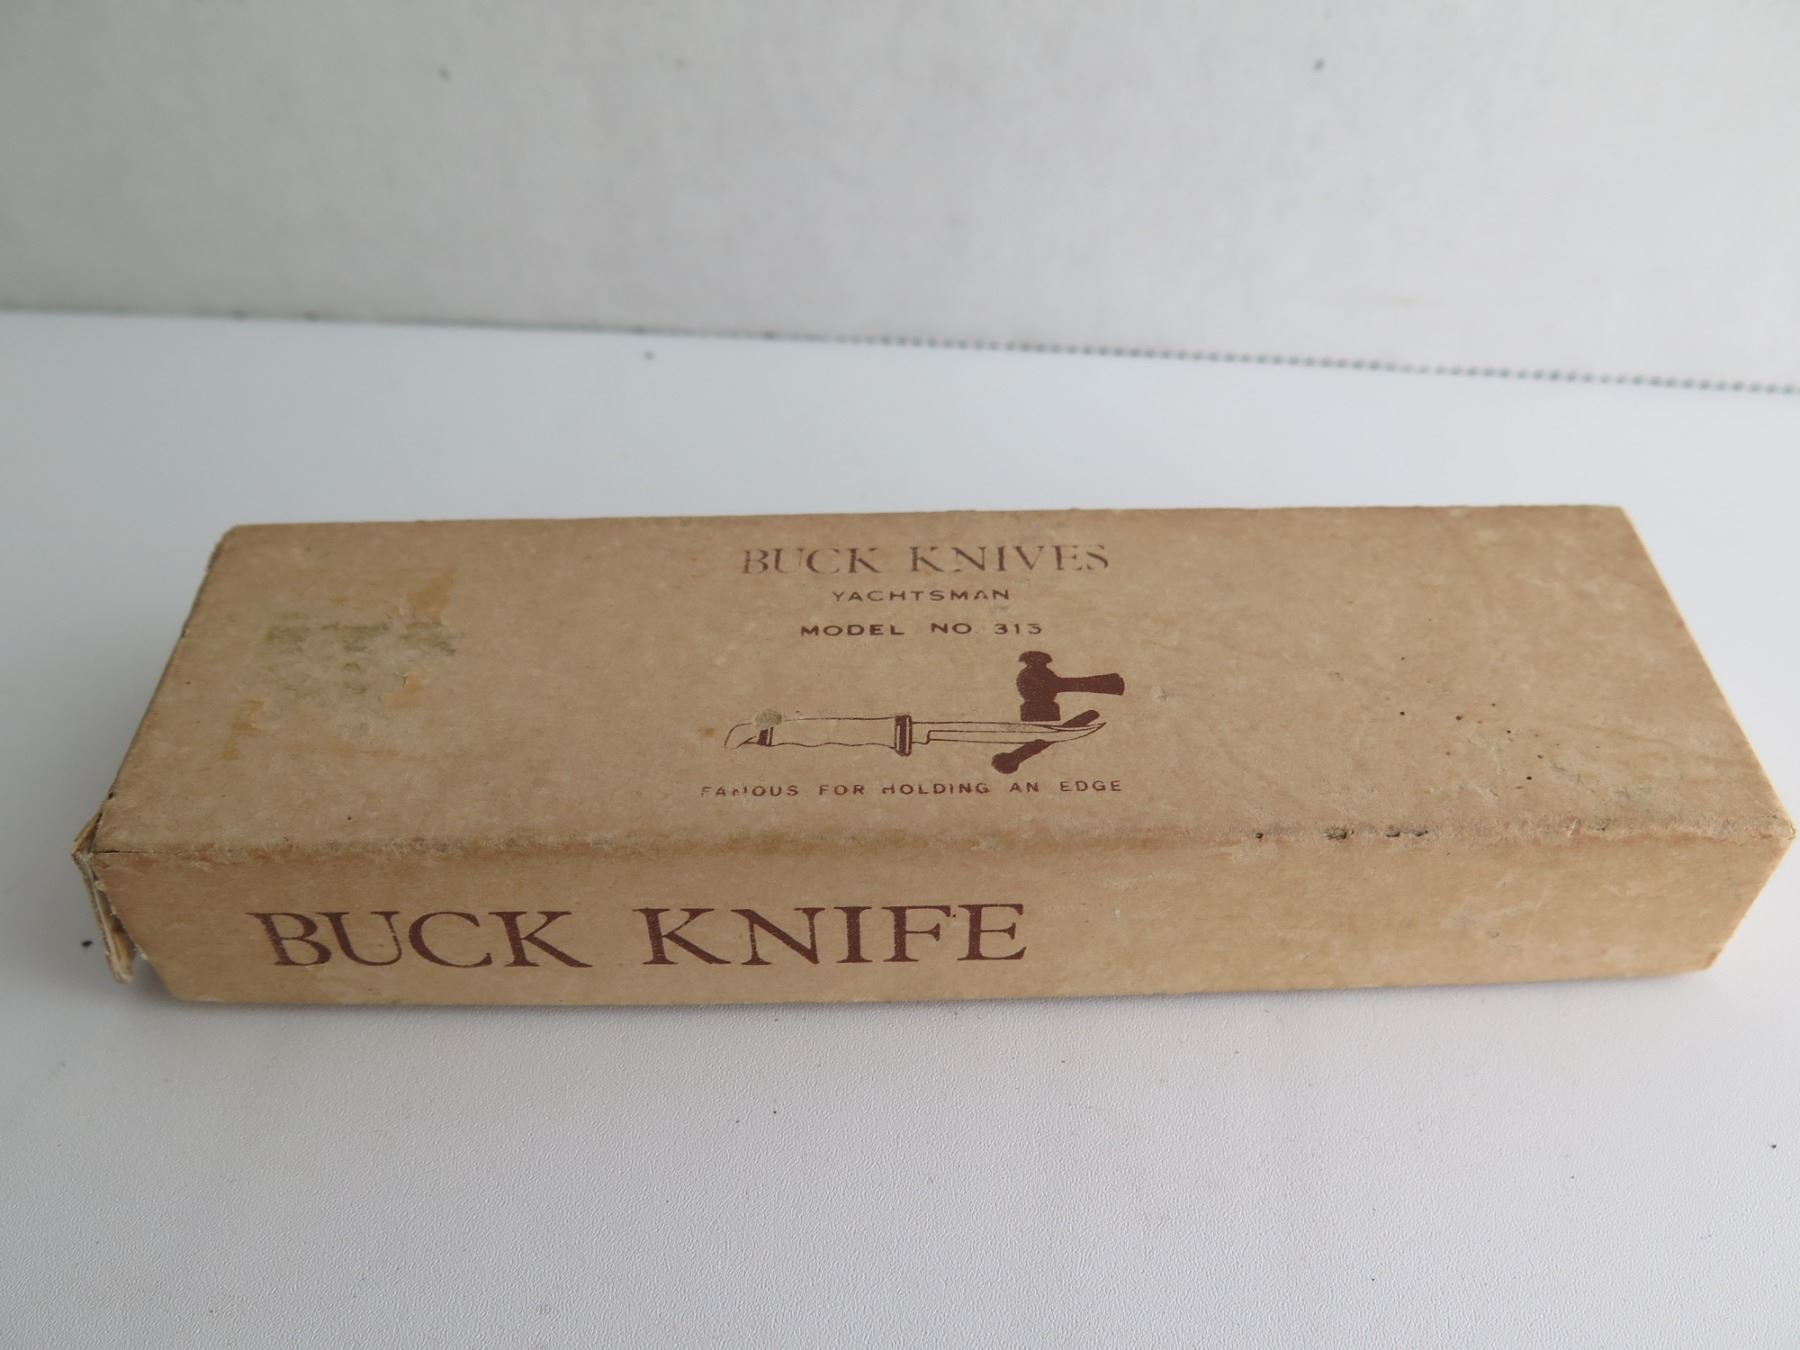 BUCK KNIVES
YACHTSMAN
MODEL NO. 313
FAMOUS FOR HOLDING AN EDGE
BUCK KNIFE